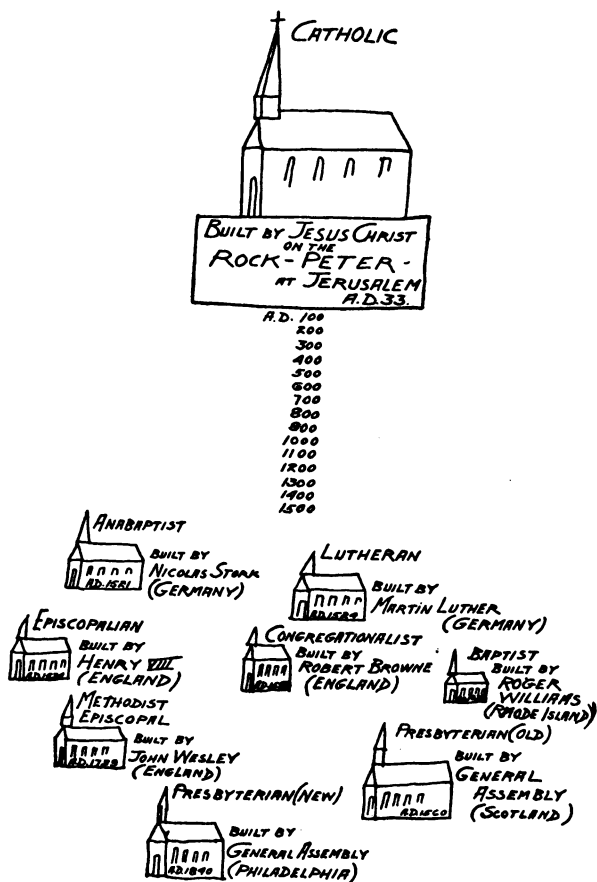 CATHOLIC
BUILT BY JESUS CHRIST
ON THE
ROCK - PETER -
AT JERUSALEM
A.D. 33.
A.D. 100
200
300
400
500
600
700
800
900
1000
1100
1200
1300
1400
1500
ANABAPTIST
BUILT BY
NICOLAS STORK
(GERMANY)
A.D. 1521
LUTHERAN
BUILT BY
MARTIN LUTHER
(GERMANY)
A.D. 1524
EPISCOPALIAN
BUILT BY
HENRY VIII
(ENGLAND)
CONGREGATIONALIST
BUILT BY
ROBERT BROWNE
(ENGLAND)
BAPTIST
BUILT BY
ROGER
WILLIAMS
(RHODE ISLAND)
METHODIST
EPISCOPAL
BUILT BY
JOHN WESLEY
(ENGLAND)
PRESBYTERIAN (OLD)
BUILT BY
GENERAL
ASSEMBLY
(SCOTLAND)
A.D. 1560
PRESBYTERIAN (NEW)
BUILT BY
GENERAL ASSEMBLY
(PHILADELPHIA)
A.D. 1840